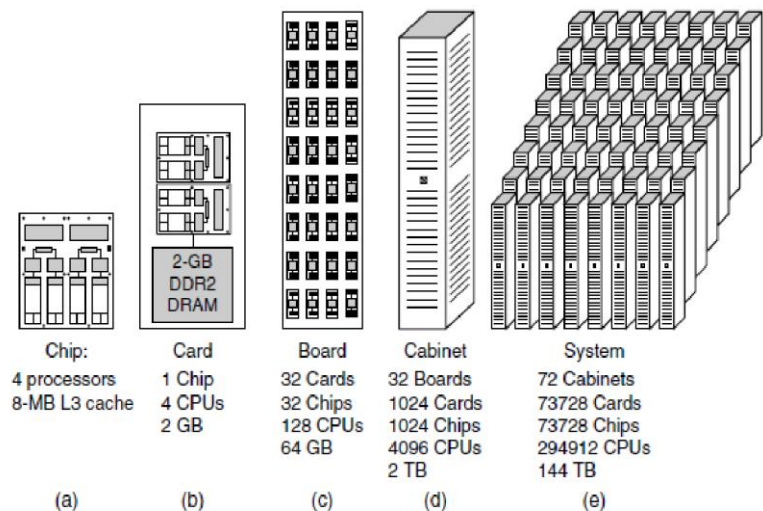 2-GB
DDR2
DRAM
Chip:
4 processors
8-MB L3 cache
(a)
Card
1 Chip
4 CPUs
2 GB
(b)
Board
32 Cards
32 Chips
128 CPUs
64 GB
(c)
Cabinet
32 Boards
1024 Cards
1024 Chips
4096 CPUs
2 TB
(d)
System
72 Cabinets
73728 Cards
73728 Chips
294912 CPUs
144 TB
(e)